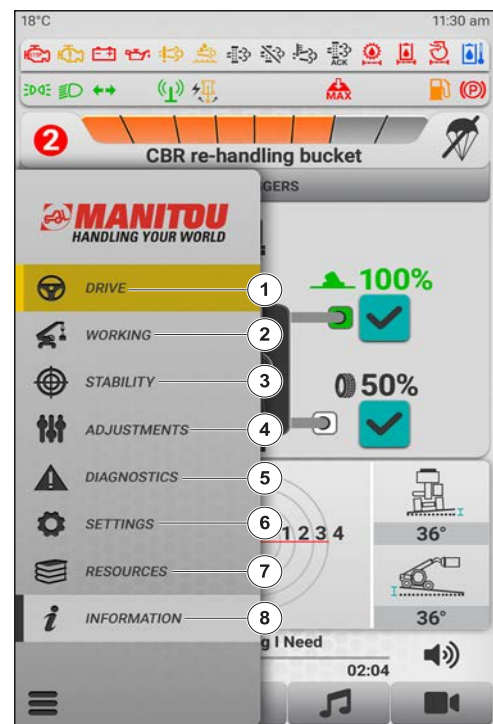 18°C 11:30 am
STOP
ACK
MAX
(P)
2
CBR re-handling bucket
GGERS
MANITOU
HANDLING YOUR WORLD
100%
DRIVE 1
WORKING 2
STABILITY 3
50%
ADJUSTMENTS 4
DIAGNOSTICS 5
SETTINGS 6
1 2 3 4
36°
RESOURCES 7
INFORMATION 8
36°
g I Need
02:04